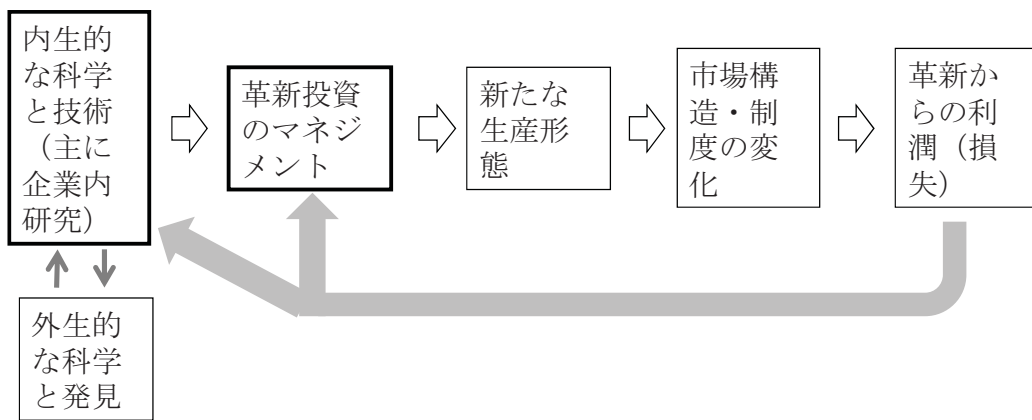 内生的
な科学
と技術
（主に
企業内
研究）
革新投資
のマネジ
メント
新たな
生産形
態
市場構
造・制
度の変
化
革新か
らの利
潤（損
失）
外生的
な科学
と発見